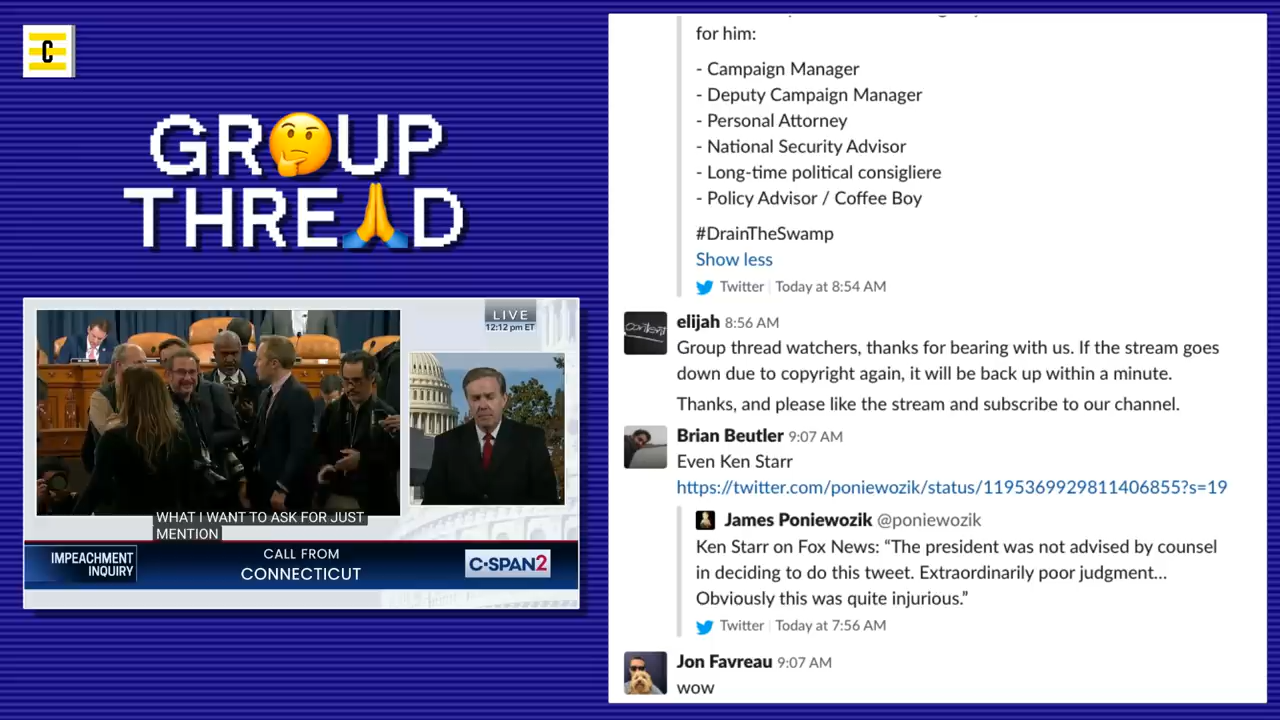 C
GR🤔UP
THRE🙏D
LIVE
12:12 pm ET
WHAT I WANT TO ASK FOR JUST
MENTION
IMPEACHMENT
INQUIRY
CALL FROM
CONNECTICUT
C-SPAN2
for him:
- Campaign Manager
- Deputy Campaign Manager
- Personal Attorney
- National Security Advisor
- Long-time political consigliere
- Policy Advisor / Coffee Boy
#DrainTheSwamp
Show less
Twitter | Today at 8:54 AM
content
elijah 8:56 AM
Group thread watchers, thanks for bearing with us. If the stream goes
down due to copyright again, it will be back up within a minute.
Thanks, and please like the stream and subscribe to our channel.
Brian Beutler 9:07 AM
Even Ken Starr
https://twitter.com/poniewozik/status/1195369929811406855?s=19
James Poniewozik @poniewozik
Ken Starr on Fox News: “The president was not advised by counsel
in deciding to do this tweet. Extraordinarily poor judgment…
Obviously this was quite injurious.”
Twitter | Today at 7:56 AM
Jon Favreau 9:07 AM
wow